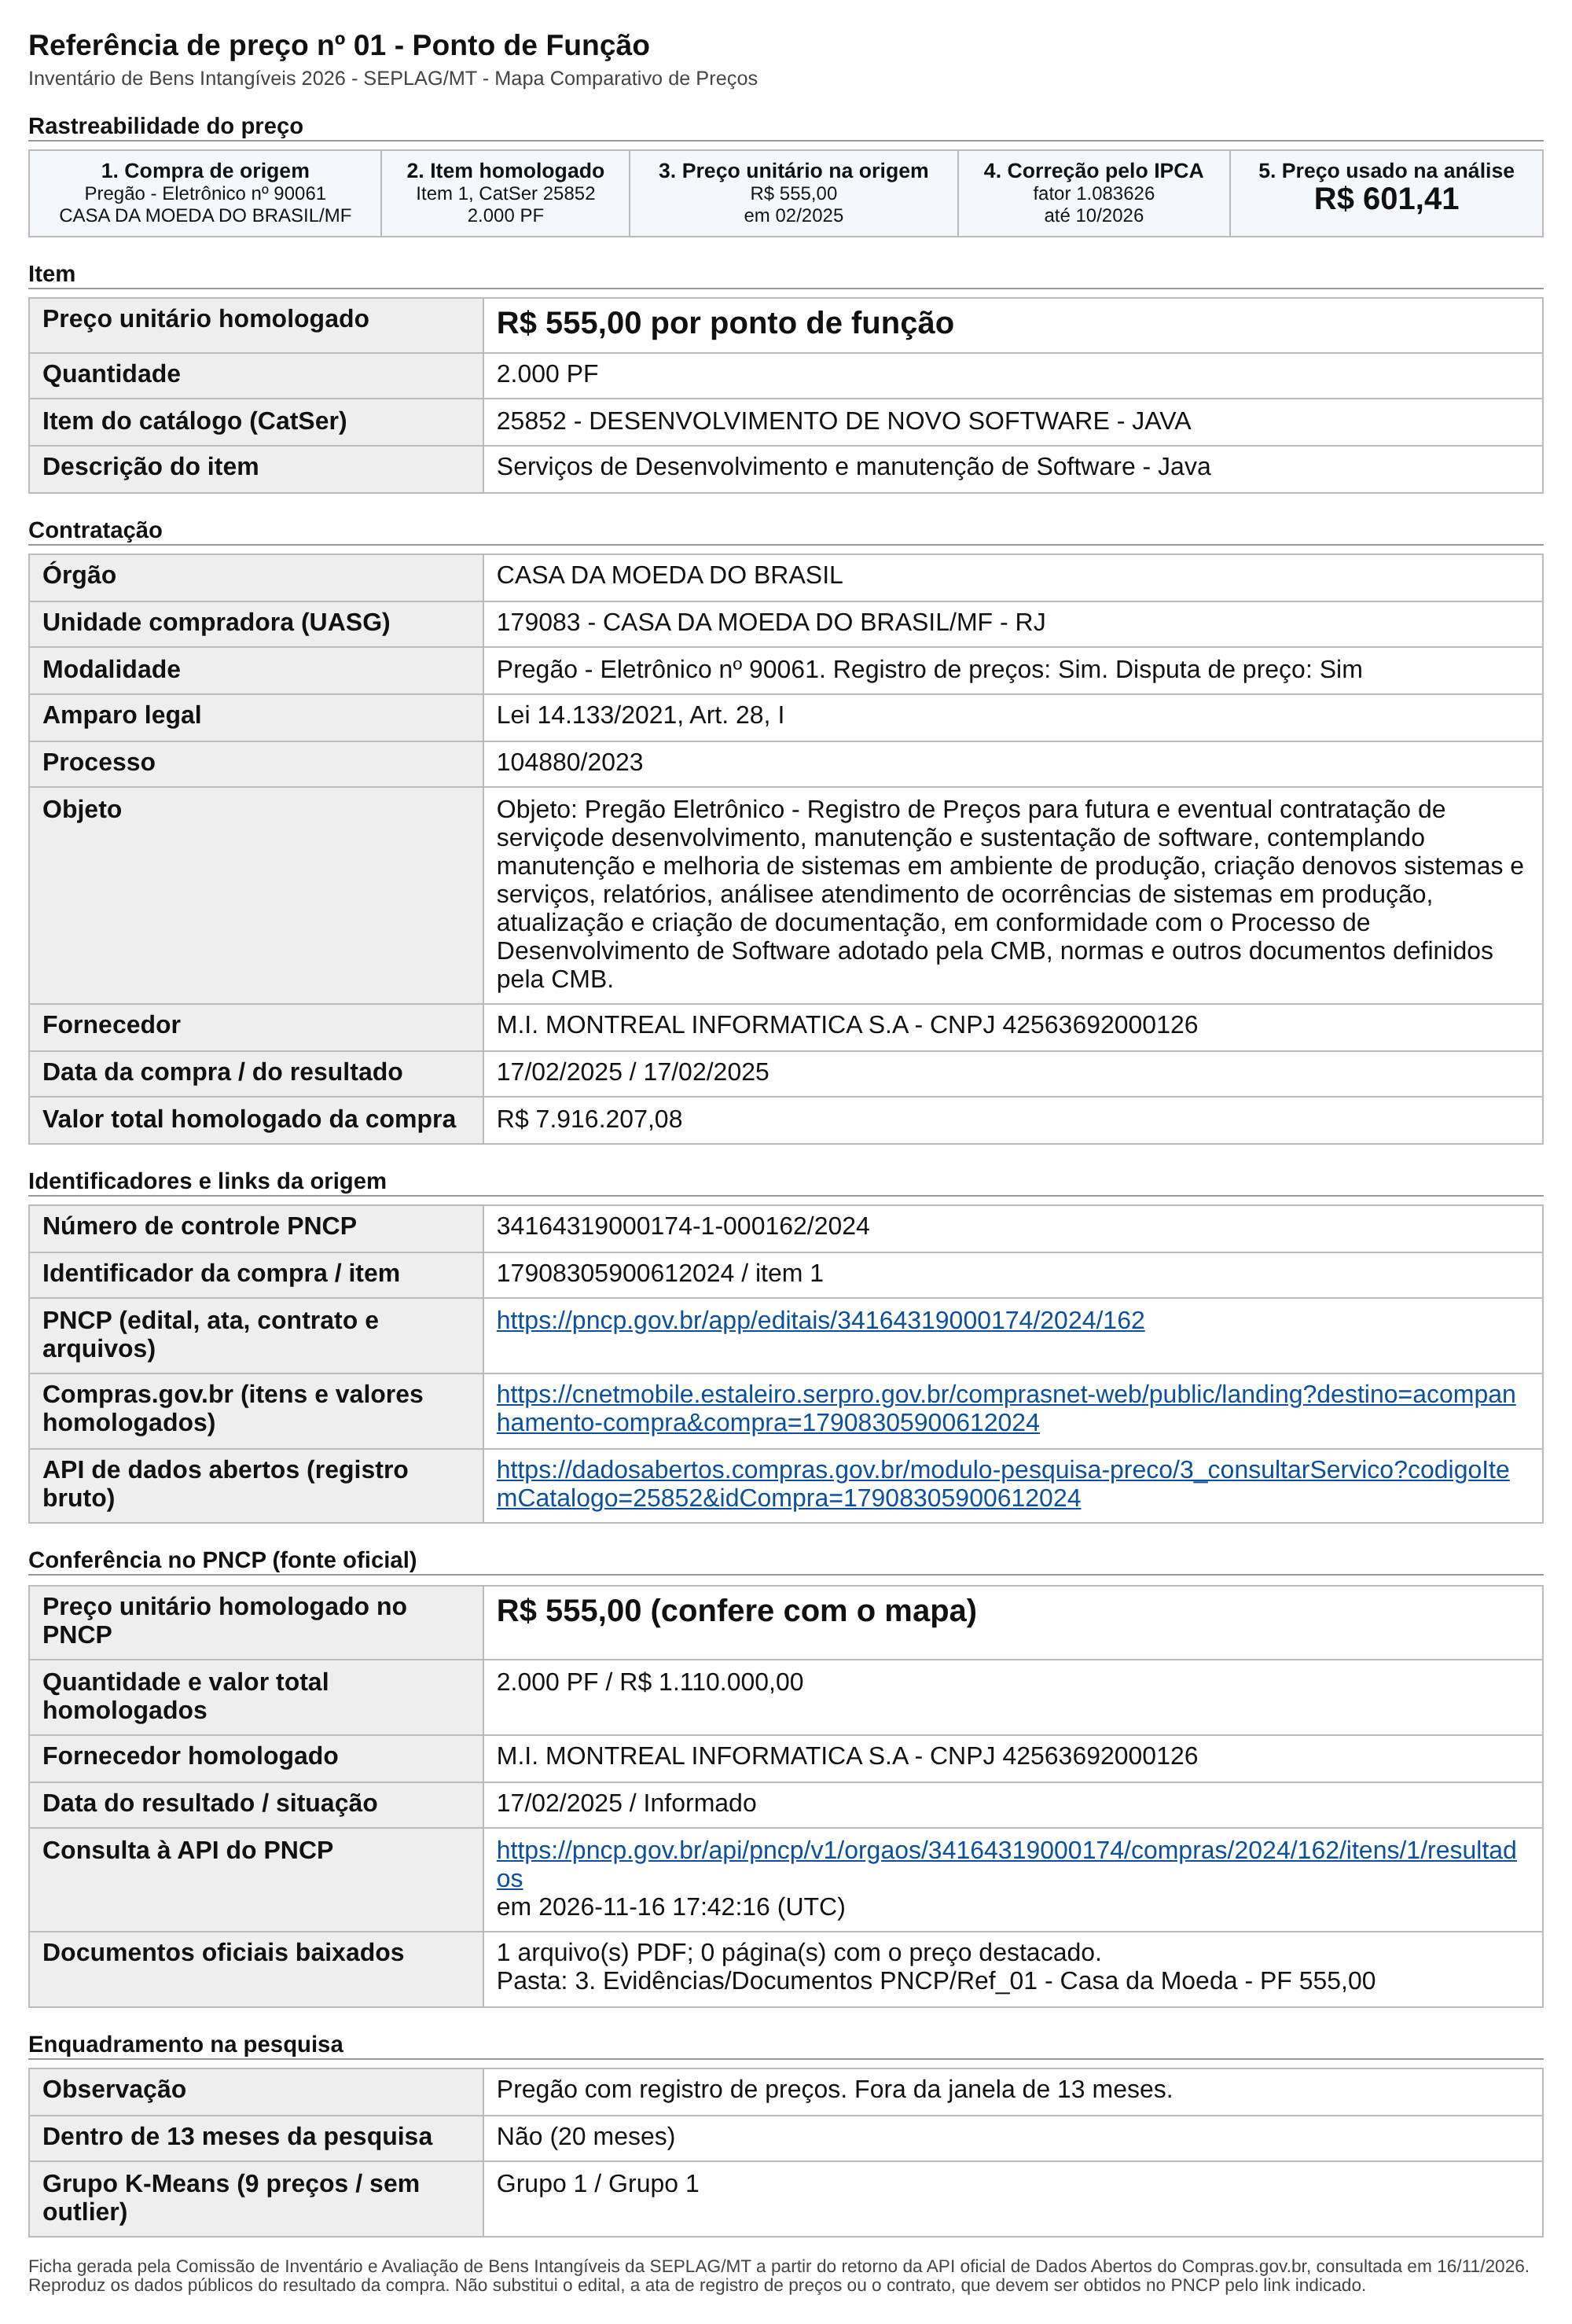 Referência de preço nº 01 - Ponto de Função
Inventário de Bens Intangíveis 2026 - SEPLAG/MT - Mapa Comparativo de Preços
Rastreabilidade do preço
1. Compra de origem
Pregão - Eletrônico nº 90061
CASA DA MOEDA DO BRASIL/MF
2. Item homologado
Item 1, CatSer 25852
2.000 PF
3. Preço unitário na origem
R$ 555,00
em 02/2025
4. Correção pelo IPCA
fator 1.083626
até 10/2026
5. Preço usado na análise
R$ 601,41
Item
Preço unitário homologado
R$ 555,00 por ponto de função
Quantidade
2.000 PF
Item do catálogo (CatSer)
25852 - DESENVOLVIMENTO DE NOVO SOFTWARE - JAVA
Descrição do item
Serviços de Desenvolvimento e manutenção de Software - Java
Contratação
Órgão
CASA DA MOEDA DO BRASIL
Unidade compradora (UASG)
179083 - CASA DA MOEDA DO BRASIL/MF - RJ
Modalidade
Pregão - Eletrônico nº 90061. Registro de preços: Sim. Disputa de preço: Sim
Amparo legal
Lei 14.133/2021, Art. 28, I
Processo
104880/2023
Objeto
Objeto: Pregão Eletrônico - Registro de Preços para futura e eventual contratação de
serviçode desenvolvimento, manutenção e sustentação de software, contemplando
manutenção e melhoria de sistemas em ambiente de produção, criação denovos sistemas e
serviços, relatórios, análisee atendimento de ocorrências de sistemas em produção,
atualização e criação de documentação, em conformidade com o Processo de
Desenvolvimento de Software adotado pela CMB, normas e outros documentos definidos
pela CMB.
Fornecedor
M.I. MONTREAL INFORMATICA S.A - CNPJ 42563692000126
Data da compra / do resultado
17/02/2025 / 17/02/2025
Valor total homologado da compra
R$ 7.916.207,08
Identificadores e links da origem
Número de controle PNCP
34164319000174-1-000162/2024
Identificador da compra / item
17908305900612024 / item 1
PNCP (edital, ata, contrato e
arquivos)
https://pncp.gov.br/app/editais/34164319000174/2024/162
Compras.gov.br (itens e valores
homologados)
https://cnetmobile.estaleiro.serpro.gov.br/comprasnet-web/public/landing?destino=acompan
hamento-compra&compra=17908305900612024
API de dados abertos (registro
bruto)
https://dadosabertos.compras.gov.br/modulo-pesquisa-preco/3_consultarServico?codigoIte
mCatalogo=25852&idCompra=17908305900612024
Conferência no PNCP (fonte oficial)
Preço unitário homologado no
PNCP
R$ 555,00 (confere com o mapa)
Quantidade e valor total
homologados
2.000 PF / R$ 1.110.000,00
Fornecedor homologado
M.I. MONTREAL INFORMATICA S.A - CNPJ 42563692000126
Data do resultado / situação
17/02/2025 / Informado
Consulta à API do PNCP
https://pncp.gov.br/api/pncp/v1/orgaos/34164319000174/compras/2024/162/itens/1/resultad
os
em 2026-11-16 17:42:16 (UTC)
Documentos oficiais baixados
1 arquivo(s) PDF; 0 página(s) com o preço destacado.
Pasta: 3. Evidências/Documentos PNCP/Ref_01 - Casa da Moeda - PF 555,00
Enquadramento na pesquisa
Observação
Pregão com registro de preços. Fora da janela de 13 meses.
Dentro de 13 meses da pesquisa
Não (20 meses)
Grupo K-Means (9 preços / sem
outlier)
Grupo 1 / Grupo 1
Ficha gerada pela Comissão de Inventário e Avaliação de Bens Intangíveis da SEPLAG/MT a partir do retorno da API oficial de Dados Abertos do Compras.gov.br, consultada em 16/11/2026.
Reproduz os dados públicos do resultado da compra. Não substitui o edital, a ata de registro de preços ou o contrato, que devem ser obtidos no PNCP pelo link indicado.